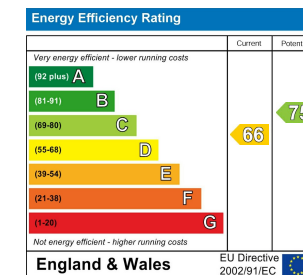 Energy Efficiency Rating
Current
Very energy efficient - lower running costs
(92 plus) A
(81-91) B
(69-80) C
(55-68) D
(39-54) E
(21-38) F
(1-20) G
66
Not energy efficient - higher running costs
England & Wales
EU Directive
2002/91/EC